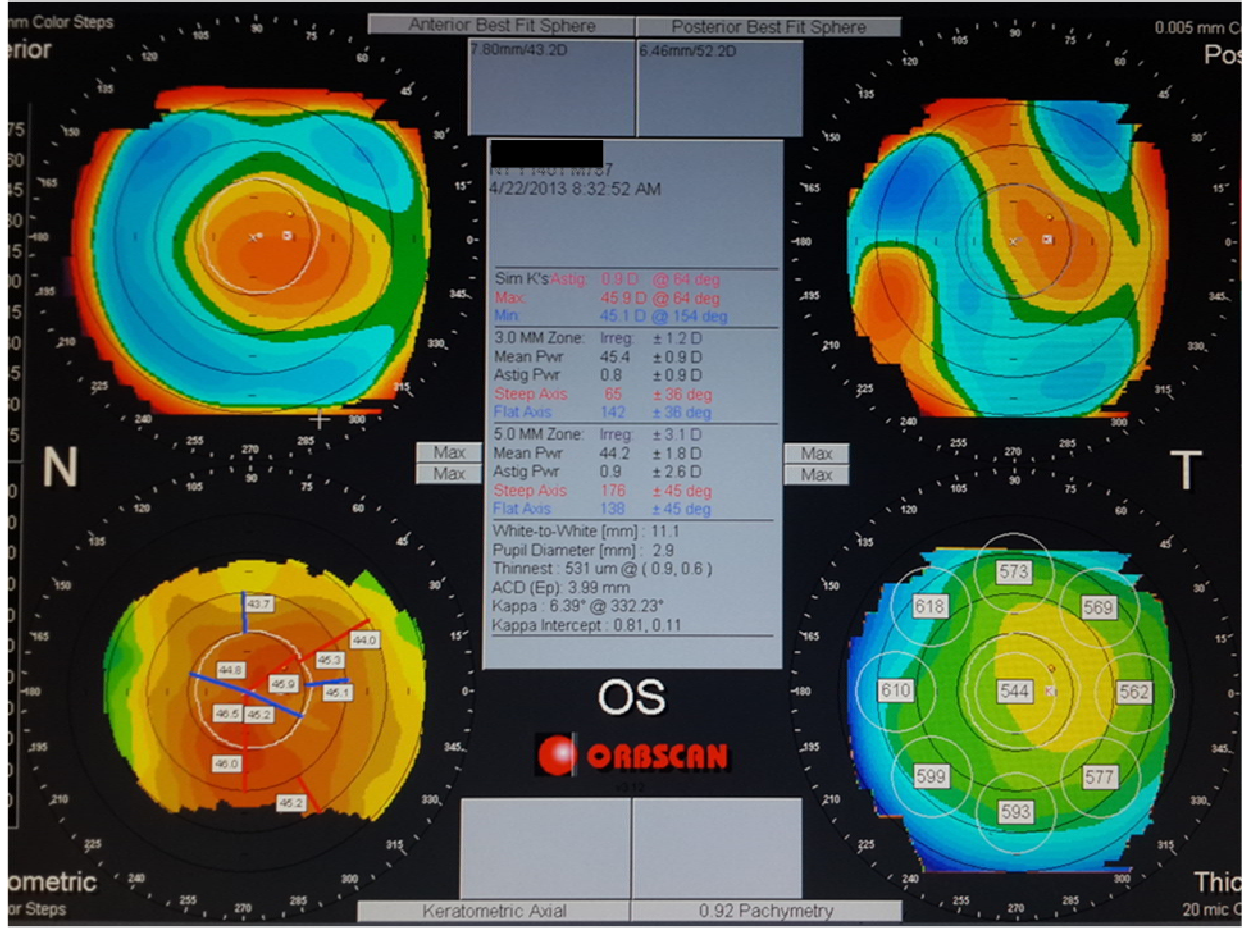 mm Color Steps
Anterior Best Fit Sphere
Posterior Best Fit Sphere
0.005 mm C
erior
Pos
7.80mm/43.2D
6.46mm/52.2D
4/22/2013 8:32:52 AM
Sim K's Astig: 0.9 D @ 64 deg
Max: 45.9 D @ 64 deg
Min: 45.1 D @ 154 deg
3.0 MM Zone: Irreg: ± 1.2 D
Mean Pwr 45.4 ± 0.9 D
Astig Pwr 0.8 ± 0.9 D
Steep Axis 65 ± 36 deg
Flat Axis 142 ± 36 deg
5.0 MM Zone: Irreg: ± 3.1 D
Mean Pwr 44.2 ± 1.8 D
Astig Pwr 0.9 ± 2.6 D
Steep Axis 176 ± 45 deg
Flat Axis 138 ± 45 deg
White-to-White [mm] : 11.1
Pupil Diameter [mm] : 2.9
Thinnest : 531 um @ ( 0.9, 0.6 )
ACD (Ep): 3.99 mm
Kappa : 6.39° @ 332.23°
Kappa Intercept : 0.81, 0.11
N
T
Max
Max
Max
Max
OS
ORBSCAN
43.7
44.0
44.8
45.3
45.9
45.1
46.5
45.2
46.0
45.2
573
618
569
610
544
562
599
577
593
ometric
or Steps
Keratometric Axial
0.92 Pachymetry
Thic
20 mic C